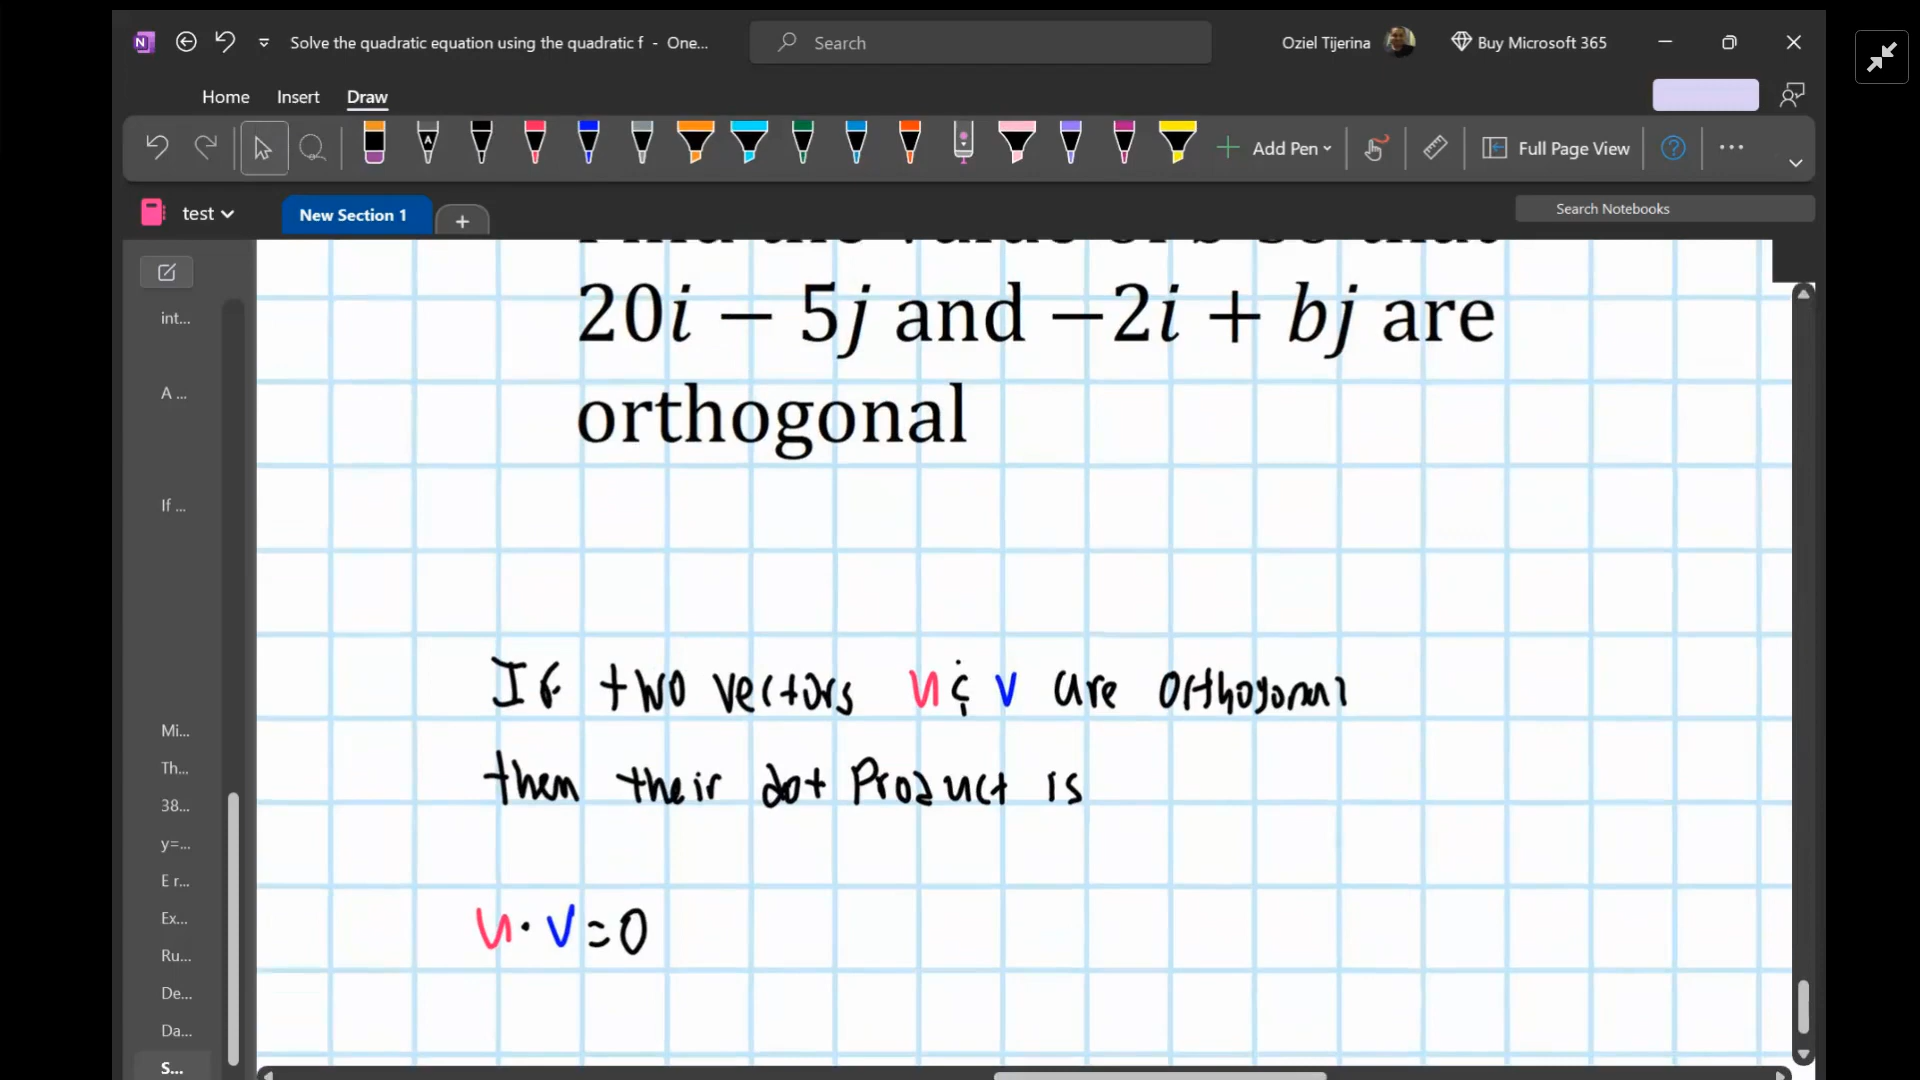 Solve the quadratic equation using the quadratic f - One...
Search
Oziel Tijerina
Buy Microsoft 365
Home Insert Draw
Add Pen
Full Page View
test
New Section 1
Search Notebooks
20i − 5j and −2i + bj are
orthogonal
If two vectors u & v are orthogonal
then their dot Product is
u · v = 0
int...
A ...
If ...
Mi...
Th...
38...
y=...
E r...
Ex...
Ru...
De...
Da...
S...